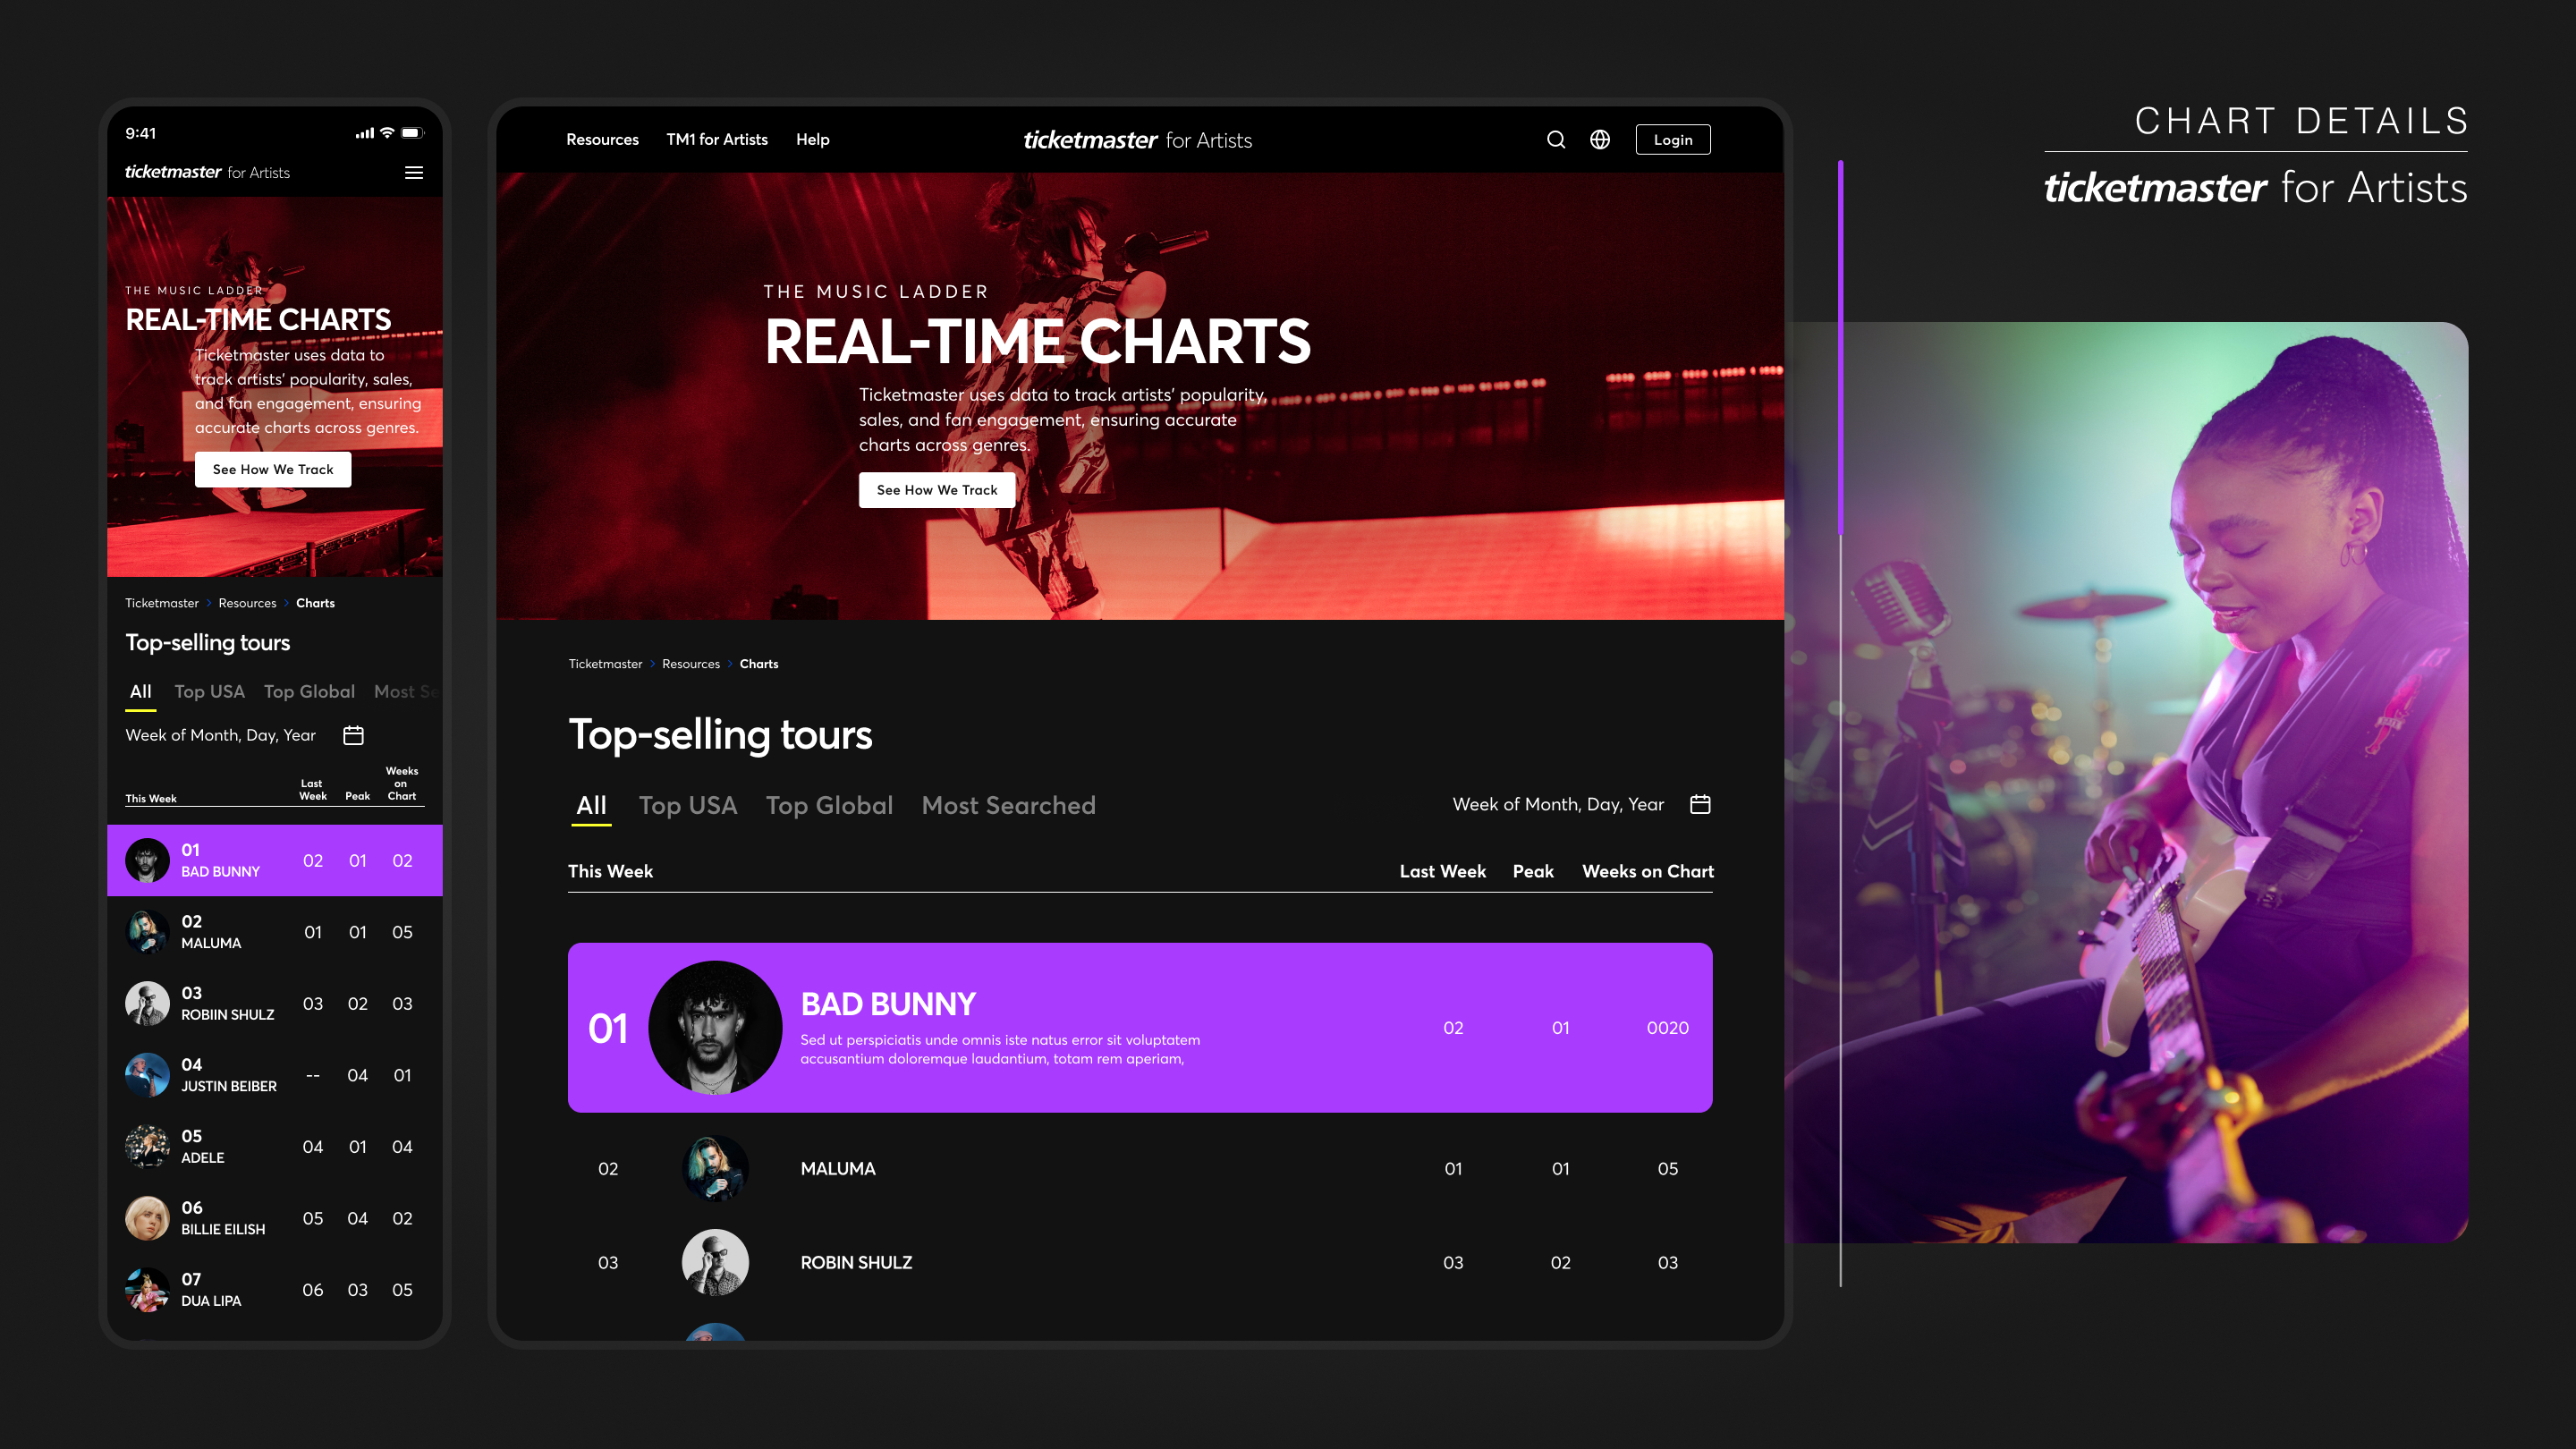 9:41
ticketmaster for Artists
THE MUSIC LADDER
REAL-TIME CHARTS
Ticketmaster uses data to
track artists' popularity, sales,
and fan engagement, ensuring
accurate charts across genres.
See How We Track
Ticketmaster > Resources > Charts
Top-selling tours
All Top USA Top Global Most Se
Week of Month, Day, Year
This Week Last Week Peak Weeks on Chart
01
BAD BUNNY 02 01 02
02
MALUMA 01 01 05
03
ROBIIN SHULZ 03 02 03
04
JUSTIN BEIBER -- 04 01
05
ADELE 04 01 04
06
BILLIE EILISH 05 04 02
07
DUA LIPA 06 03 05
Resources TM1 for Artists Help ticketmaster for Artists Login
THE MUSIC LADDER
REAL-TIME CHARTS
Ticketmaster uses data to track artists' popularity,
sales, and fan engagement, ensuring accurate
charts across genres.
See How We Track
Ticketmaster > Resources > Charts
Top-selling tours
All Top USA Top Global Most Searched Week of Month, Day, Year
This Week Last Week Peak Weeks on Chart
01 BAD BUNNY 02 01 0020
Sed ut perspiciatis unde omnis iste natus error sit voluptatem
accusantium doloremque laudantium, totam rem aperiam,
02 MALUMA 01 01 05
03 ROBIN SHULZ 03 02 03
CHART DETAILS
ticketmaster for Artists